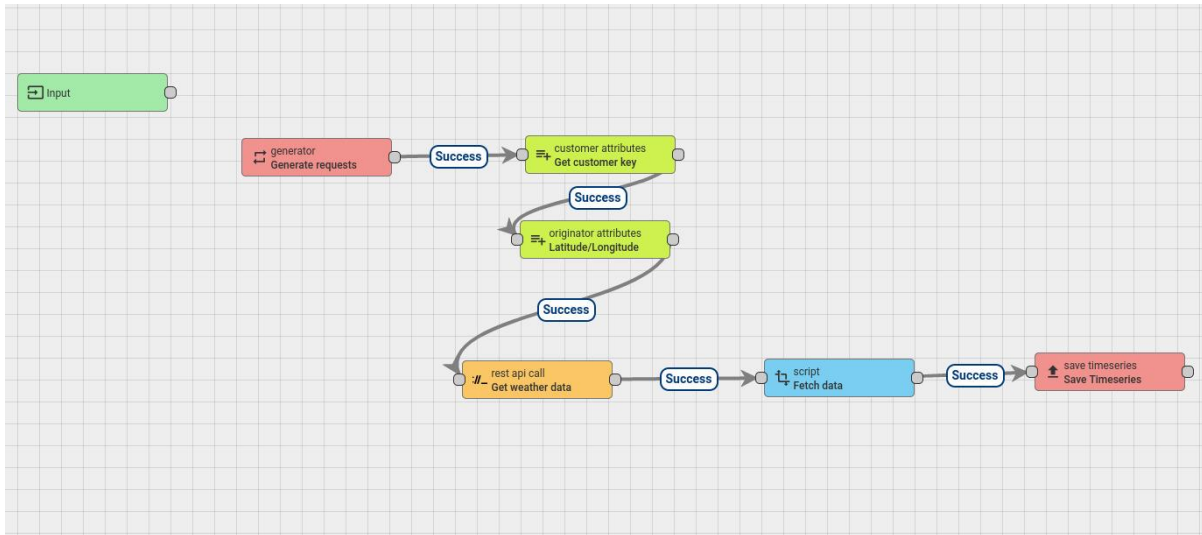 Input
generator
Generate requests
Success
customer attributes
Get customer key
Success
originator attributes
Latitude/Longitude
Success
rest api call
Get weather data
Success
script
Fetch data
Success
save timeseries
Save Timeseries